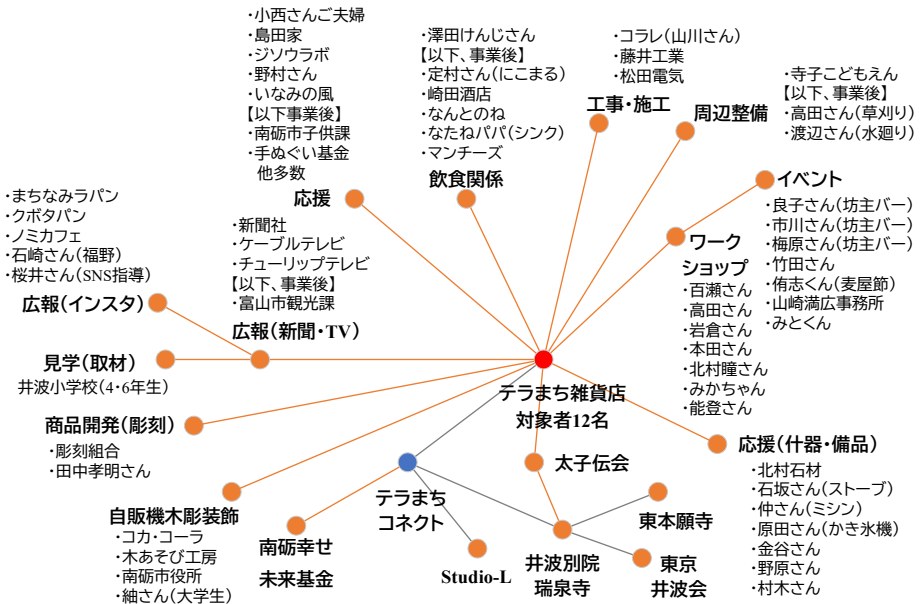 ・小西さんご夫婦
・島田家
・ジソウラボ
・野村さん
・いなみの風
【以下事業後】
・南砺市子供課
・手ぬぐい基金
他多数
応援
・澤田けんじさん
【以下、事業後】
・定村さん(にこまる)
・崎田酒店
・なんとのね
・なたねパパ(シンク)
・マンチーズ
飲食関係
・コラレ(山川さん)
・藤井工業
・松田電気
工事・施工
周辺整備
・寺子こどもえん
【以下、事業後】
・高田さん(草刈り)
・渡辺さん(水廻り)
イベント
・良子さん(坊主バー)
・市川さん(坊主バー)
・梅原さん(坊主バー)
・竹田さん
・侑志くん(麦屋節)
・山崎満広事務所
・みとくん
ワーク
ショップ
・百瀬さん
・高田さん
・岩倉さん
・本田さん
・北村瞳さん
・みかちゃん
・能登さん
・まちなみラパン
・クボタパン
・ノミカフェ
・石崎さん(福野)
・桜井さん(SNS指導)
広報(インスタ)
・新聞社
・ケーブルテレビ
・チューリップテレビ
【以下、事業後】
・富山市観光課
広報(新聞・TV)
見学(取材)
井波小学校(4・6年生)
商品開発(彫刻)
・彫刻組合
・田中孝明さん
自販機木彫装飾
・コカ・コーラ
・木あそび工房
・南砺市役所
・紬さん(大学生)
テラまち雑貨店
対象者12名
テラまち
コネクト
南砺幸せ
未来基金
Studio-L
太子伝会
井波別院
瑞泉寺
東本願寺
東京
井波会
応援(什器・備品)
・北村石材
・石坂さん(ストーブ)
・仲さん(ミシン)
・原田さん(かき氷機)
・金谷さん
・野原さん
・村木さん